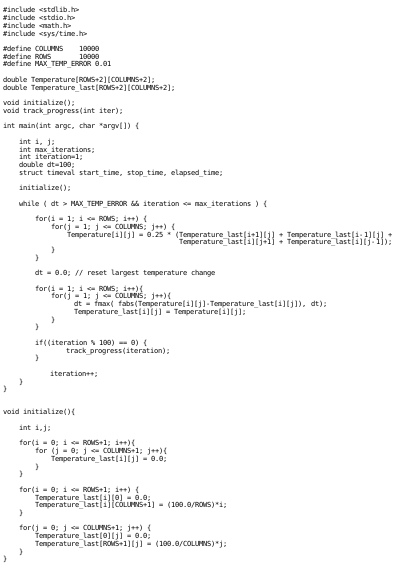 #include <stdlib.h>
#include <stdio.h>
#include <math.h>
#include <sys/time.h>
#define COLUMNS 10000
#define ROWS 10000
#define MAX_TEMP_ERROR 0.01
double Temperature[ROWS+2][COLUMNS+2];
double Temperature_last[ROWS+2][COLUMNS+2];
void initialize();
void track_progress(int iter);
int main(int argc, char *argv[]) {
int i, j;
int max_iterations;
int iteration=1;
double dt=100;
struct timeval start_time, stop_time, elapsed_time;
initialize();
while ( dt > MAX_TEMP_ERROR && iteration <= max_iterations ) {
for(i = 1; i <= ROWS; i++) {
for(j = 1; j <= COLUMNS; j++) {
Temperature[i][j] = 0.25 * (Temperature_last[i+1][j] + Temperature_last[i-1][j] +
Temperature_last[i][j+1] + Temperature_last[i][j-1]);
}
}
dt = 0.0; // reset largest temperature change
for(i = 1; i <= ROWS; i++){
for(j = 1; j <= COLUMNS; j++){
dt = fmax( fabs(Temperature[i][j]-Temperature_last[i][j]), dt);
Temperature_last[i][j] = Temperature[i][j];
}
}
if((iteration % 100) == 0) {
track_progress(iteration);
}
iteration++;
}
}
void initialize(){
int i,j;
for(i = 0; i <= ROWS+1; i++){
for (j = 0; j <= COLUMNS+1; j++){
Temperature_last[i][j] = 0.0;
}
}
for(i = 0; i <= ROWS+1; i++) {
Temperature_last[i][0] = 0.0;
Temperature_last[i][COLUMNS+1] = (100.0/ROWS)*i;
}
for(j = 0; j <= COLUMNS+1; j++) {
Temperature_last[0][j] = 0.0;
Temperature_last[ROWS+1][j] = (100.0/COLUMNS)*j;
}
}